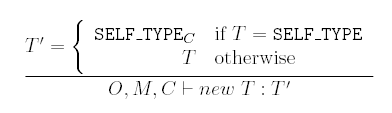 T′ = { SELF_TYPE_C if T = SELF_TYPE
T otherwise
O, M, C ⊢ new T : T′